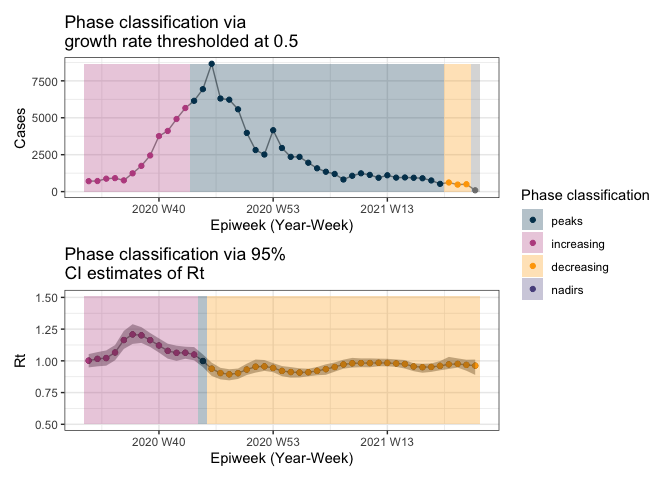 Phase classification via
growth rate thresholded at 0.5
7500
5000
2500
0
Cases
2020 W40
2020 W53
2021 W13
Epiweek (Year-Week)
Phase classification via 95%
CI estimates of Rt
1.50
1.25
1.00
0.75
0.50
Rt
2020 W40
2020 W53
2021 W13
Epiweek (Year-Week)
Phase classification
peaks
increasing
decreasing
nadirs